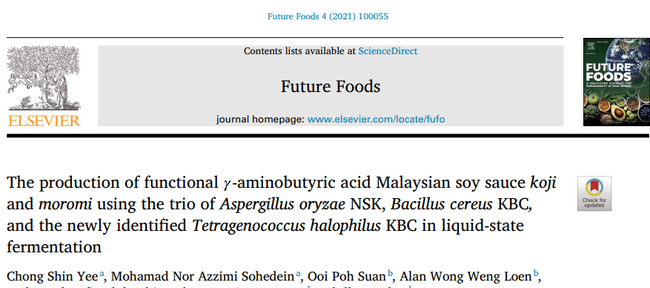 Future Foods 4 (2021) 100055
Contents lists available at ScienceDirect
Future Foods
journal homepage: www.elsevier.com/locate/fufo
ELSEVIER
FUTURE
FOODS
The production of functional γ-aminobutyric acid Malaysian soy sauce koji
and moromi using the trio of Aspergillus oryzae NSK, Bacillus cereus KBC,
and the newly identified Tetragenococcus halophilus KBC in liquid-state
fermentation
Check for
updates
Chong Shin Yee a, Mohamad Nor Azzimi Sohedein a, Ooi Poh Suan b, Alan Wong Weng Loen b,